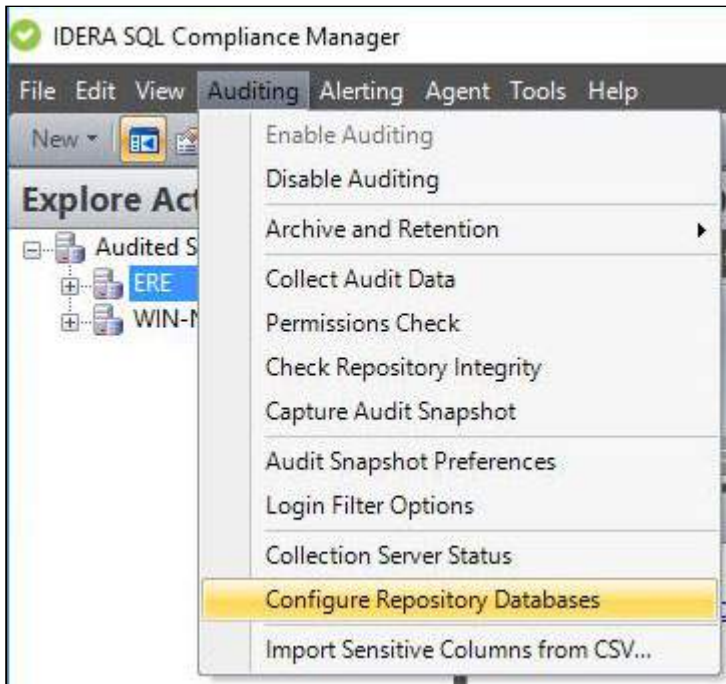 IDERA SQL Compliance Manager
File Edit View Auditing Alerting Agent Tools Help
New
Enable Auditing
Disable Auditing
Explore Act
Archive and Retention
Audited S
Collect Audit Data
ERE
Permissions Check
WIN-N
Check Repository Integrity
Capture Audit Snapshot
Audit Snapshot Preferences
Login Filter Options
Collection Server Status
Configure Repository Databases
Import Sensitive Columns from CSV...